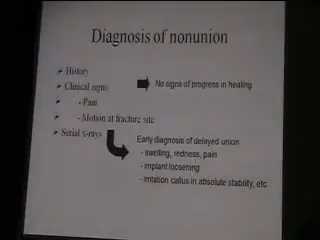 Diagnosis of nonunion
➢ History
➢ Clinical signs
➢ - Pain
➢ - Motion at fracture site
➢ Serial x-rays
No signs of progress in healing
Early diagnosis of delayed union
- swelling, redness, pain
- implant loosening
- irritation callus in absolute stability, etc